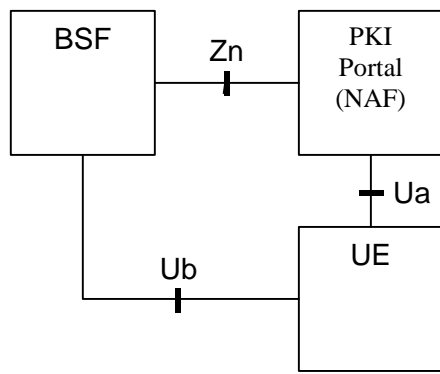 BSF
Zn
PKI
Portal
(NAF)
Ua
Ub
UE